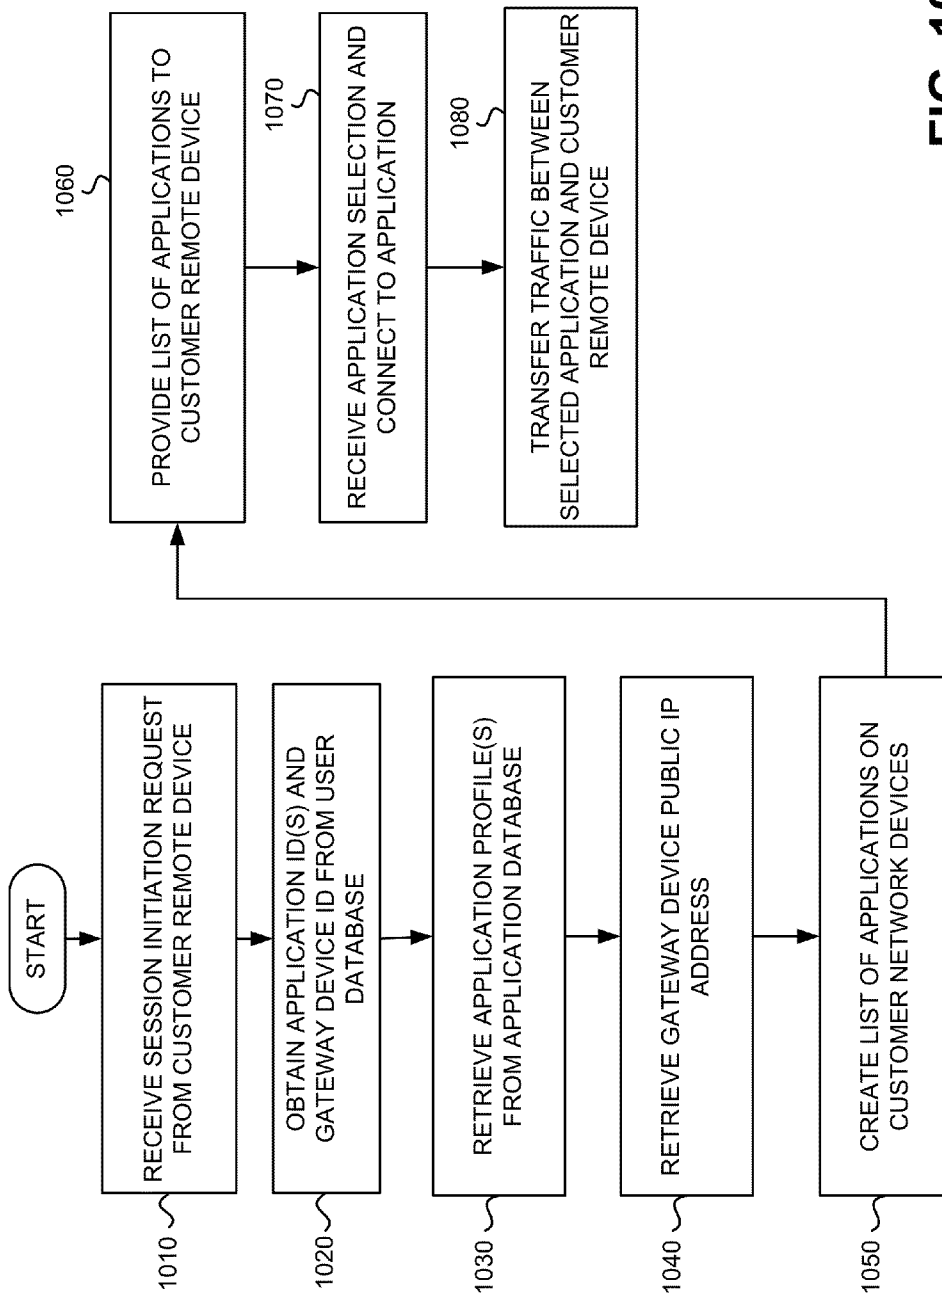 START
1010
RECEIVE SESSION INITIATION REQUEST
FROM CUSTOMER REMOTE DEVICE
1020
OBTAIN APPLICATION ID(S) AND
GATEWAY DEVICE ID FROM USER
DATABASE
1030
RETRIEVE APPLICATION PROFILE(S)
FROM APPLICATION DATABASE
1040
RETRIEVE GATEWAY DEVICE PUBLIC IP
ADDRESS
1050
CREATE LIST OF APPLICATIONS ON
CUSTOMER NETWORK DEVICES
1060
PROVIDE LIST OF APPLICATIONS TO
CUSTOMER REMOTE DEVICE
1070
RECEIVE APPLICATION SELECTION AND
CONNECT TO APPLICATION
1080
TRANSFER TRAFFIC BETWEEN
SELECTED APPLICATION AND CUSTOMER
REMOTE DEVICE
FIG.